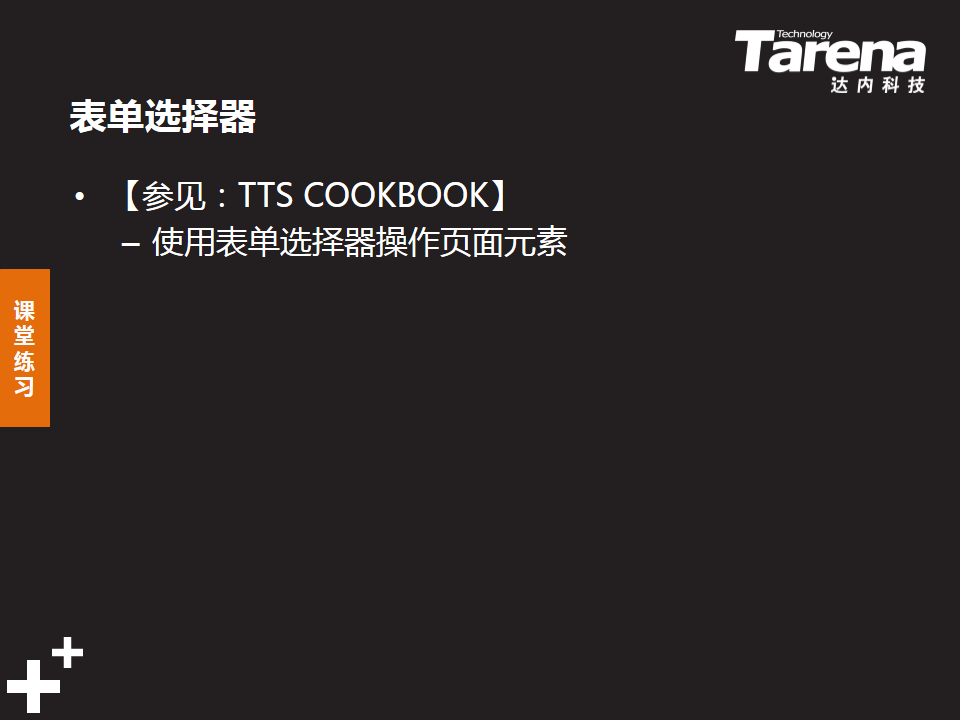 Technology
Tarena
达内科技
表单选择器
• 【参见：TTS COOKBOOK】
– 使用表单选择器操作页面元素
课
堂
练
习